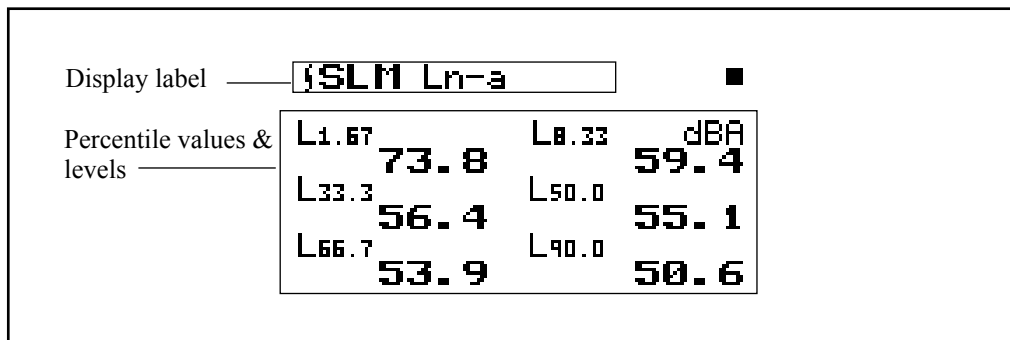 Display label
∫SLM Ln-a
Percentile values &
levels
L1.67 L8.33 dBA
73.8 59.4
L33.3 L50.0
56.4 55.1
L66.7 L90.0
53.9 50.6